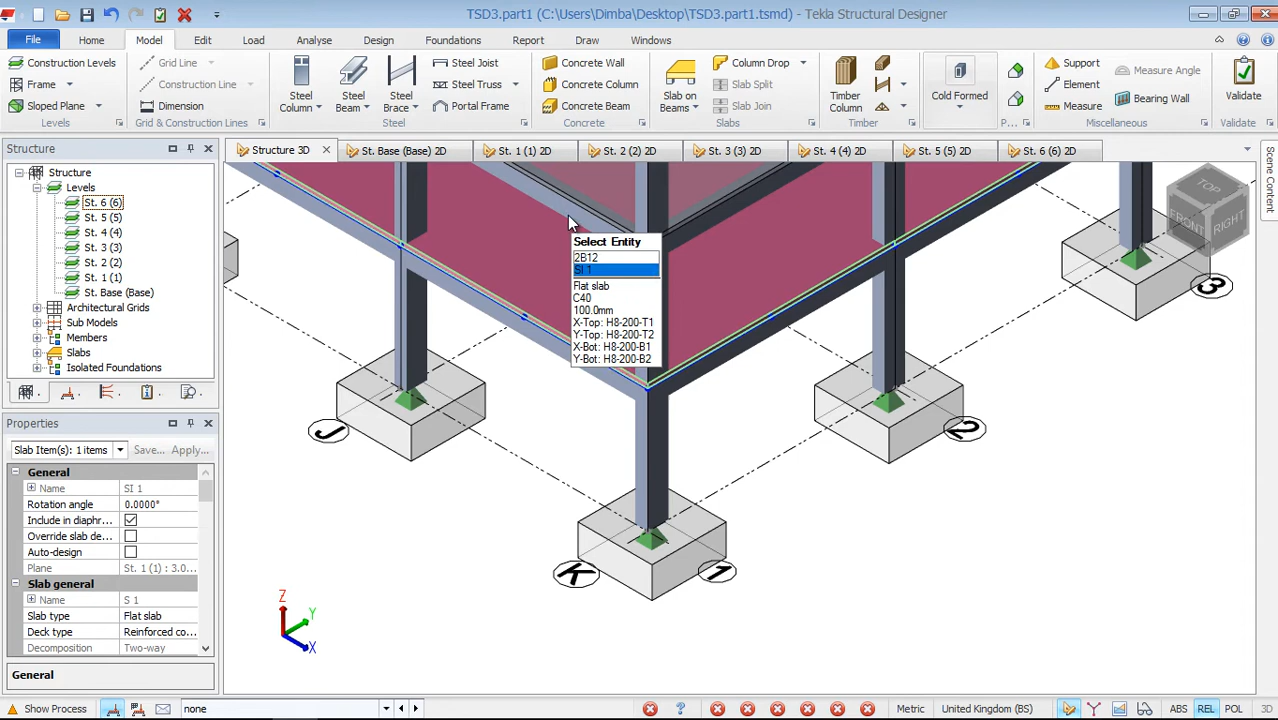 TSD3.part1 (C:\Users\Dimba\Desktop\TSD3.part1.tsmd) - Tekla Structural Designer
File
Home
Model
Edit
Load
Analyse
Design
Foundations
Report
Draw
Windows
Construction Levels
Frame
Sloped Plane
Levels
Grid Line
Construction Line
Dimension
Grid & Construction Lines
Steel Column
Steel Beam
Steel Brace
Steel Joist
Steel Truss
Portal Frame
Steel
Concrete Wall
Concrete Column
Concrete Beam
Concrete
Slab on Beams
Column Drop
Slab Split
Slab Join
Slabs
Timber Column
Timber
Cold Formed
P...
Support
Element
Measure
Measure Angle
Bearing Wall
Miscellaneous
Validate
Validate
Structure
Structure
Levels
St. 6 (6)
St. 5 (5)
St. 4 (4)
St. 3 (3)
St. 2 (2)
St. 1 (1)
St. Base (Base)
Architectural Grids
Sub Models
Members
Slabs
Isolated Foundations
Properties
Slab Item(s): 1 items
Save...
Apply...
General
Name SI 1
Rotation angle 0.0000°
Include in diaphr...
Override slab de...
Auto-design
Plane St. 1 (1) : 3.0...
Slab general
Name S 1
Slab type Flat slab
Deck type Reinforced co...
Decomposition Two-way
General
Structure 3D
St. Base (Base) 2D
St. 1 (1) 2D
St. 2 (2) 2D
St. 3 (3) 2D
St. 4 (4) 2D
St. 5 (5) 2D
St. 6 (6) 2D
Scene Content
TOP
FRONT
RIGHT
Select Entity
2B12
SI 1
Flat slab
C40
100.0mm
X-Top: H8-200-T1
Y-Top: H8-200-T2
X-Bot: H8-200-B1
Y-Bot: H8-200-B2
J
K
1
2
3
Z
Y
X
Show Process
none
Metric
United Kingdom (BS)
ABS
REL
POL
3D